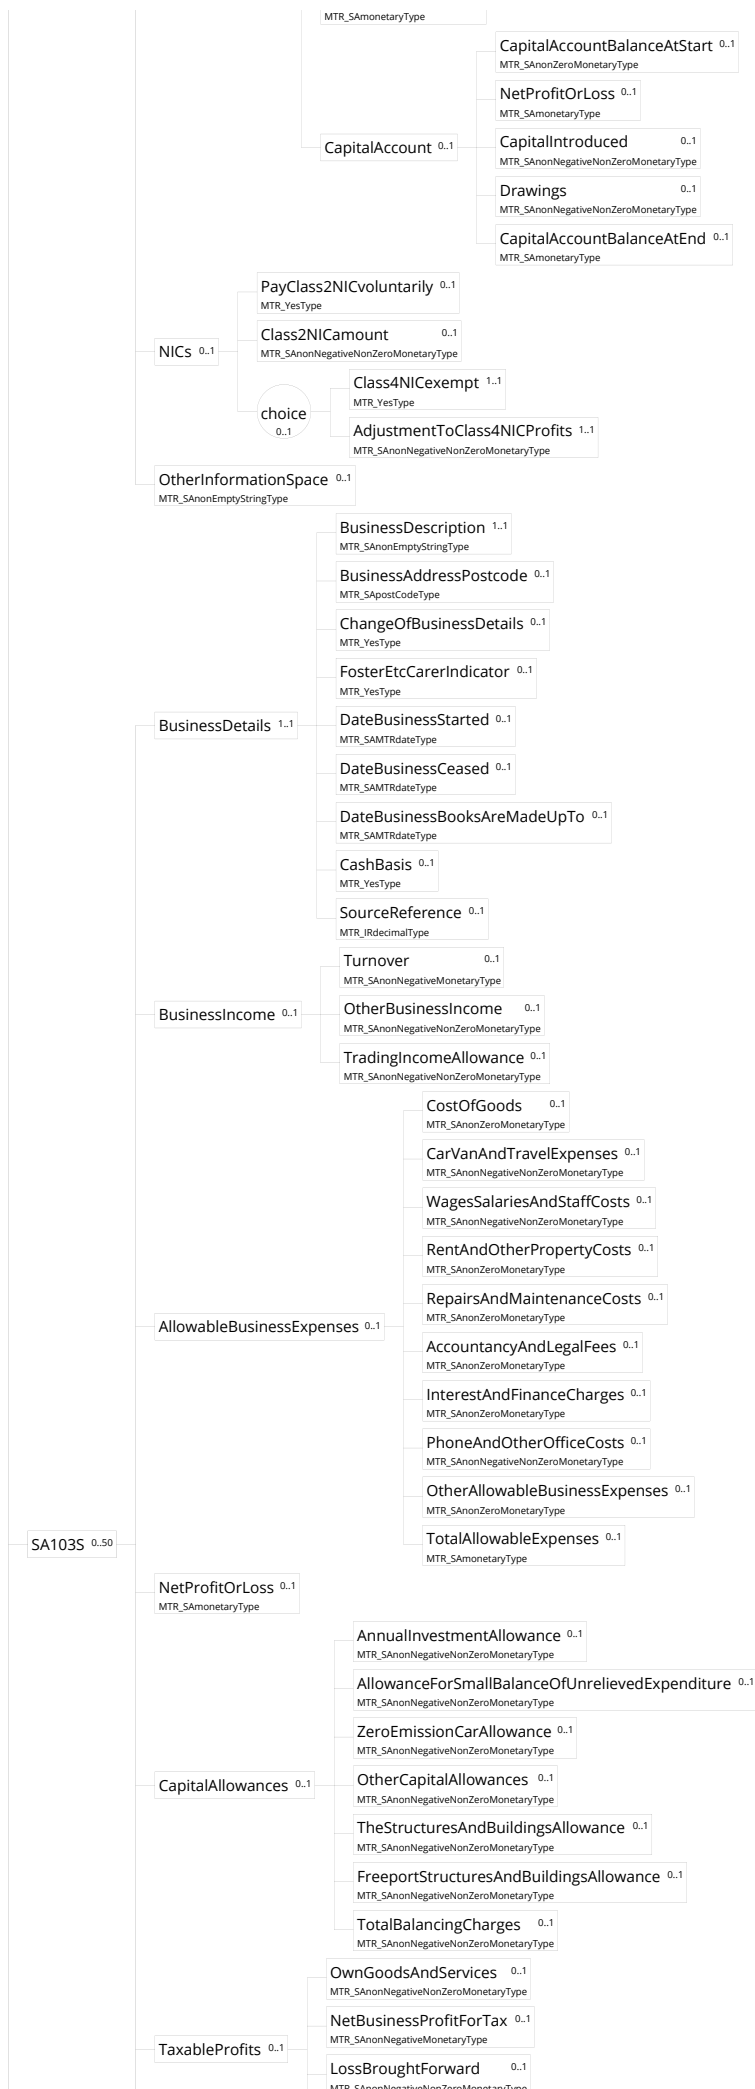 MTR_SAmonetaryType
CapitalAccountBalanceAtStart 0..1
MTR_SAnonZeroMonetaryType
NetProfitOrLoss 0..1
MTR_SAmonetaryType
CapitalAccount 0..1
CapitalIntroduced 0..1
MTR_SAnonNegativeNonZeroMonetaryType
Drawings 0..1
MTR_SAnonNegativeNonZeroMonetaryType
CapitalAccountBalanceAtEnd 0..1
MTR_SAmonetaryType
PayClass2NICvoluntarily 0..1
MTR_YesType
Class2NICamount 0..1
MTR_SAnonNegativeNonZeroMonetaryType
NICs 0..1
Class4NICexempt 1..1
MTR_YesType
choice
0..1
AdjustmentToClass4NICProfits 1..1
MTR_SAnonNegativeNonZeroMonetaryType
OtherInformationSpace 0..1
MTR_SAnonEmptyStringType
BusinessDescription 1..1
MTR_SAnonEmptyStringType
BusinessAddressPostcode 0..1
MTR_SApostCodeType
ChangeOfBusinessDetails 0..1
MTR_YesType
FosterEtcCarerIndicator 0..1
MTR_YesType
BusinessDetails 1..1
DateBusinessStarted 0..1
MTR_SAMTRdateType
DateBusinessCeased 0..1
MTR_SAMTRdateType
DateBusinessBooksAreMadeUpTo 0..1
MTR_SAMTRdateType
CashBasis 0..1
MTR_YesType
SourceReference 0..1
MTR_IRdecimalType
Turnover 0..1
MTR_SAnonNegativeMonetaryType
BusinessIncome 0..1
OtherBusinessIncome 0..1
MTR_SAnonNegativeNonZeroMonetaryType
TradingIncomeAllowance 0..1
MTR_SAnonNegativeNonZeroMonetaryType
CostOfGoods 0..1
MTR_SAnonZeroMonetaryType
CarVanAndTravelExpenses 0..1
MTR_SAnonNegativeNonZeroMonetaryType
WagesSalariesAndStaffCosts 0..1
MTR_SAnonNegativeNonZeroMonetaryType
RentAndOtherPropertyCosts 0..1
MTR_SAnonZeroMonetaryType
RepairsAndMaintenanceCosts 0..1
MTR_SAnonZeroMonetaryType
AllowableBusinessExpenses 0..1
AccountancyAndLegalFees 0..1
MTR_SAnonZeroMonetaryType
InterestAndFinanceCharges 0..1
MTR_SAnonZeroMonetaryType
PhoneAndOtherOfficeCosts 0..1
MTR_SAnonNegativeNonZeroMonetaryType
OtherAllowableBusinessExpenses 0..1
MTR_SAnonZeroMonetaryType
TotalAllowableExpenses 0..1
MTR_SAmonetaryType
SA103S 0..50
NetProfitOrLoss 0..1
MTR_SAmonetaryType
AnnualInvestmentAllowance 0..1
MTR_SAnonNegativeNonZeroMonetaryType
AllowanceForSmallBalanceOfUnrelievedExpenditure 0..1
MTR_SAnonNegativeNonZeroMonetaryType
ZeroEmissionCarAllowance 0..1
MTR_SAnonNegativeNonZeroMonetaryType
CapitalAllowances 0..1
OtherCapitalAllowances 0..1
MTR_SAnonNegativeNonZeroMonetaryType
TheStructuresAndBuildingsAllowance 0..1
MTR_SAnonNegativeNonZeroMonetaryType
FreeportStructuresAndBuildingsAllowance 0..1
MTR_SAnonNegativeNonZeroMonetaryType
TotalBalancingCharges 0..1
MTR_SAnonNegativeNonZeroMonetaryType
OwnGoodsAndServices 0..1
MTR_SAnonNegativeNonZeroMonetaryType
NetBusinessProfitForTax 0..1
MTR_SAnonNegativeMonetaryType
TaxableProfits 0..1
LossBroughtForward 0..1
MTR_SAnonNegativeNonZeroMonetaryType